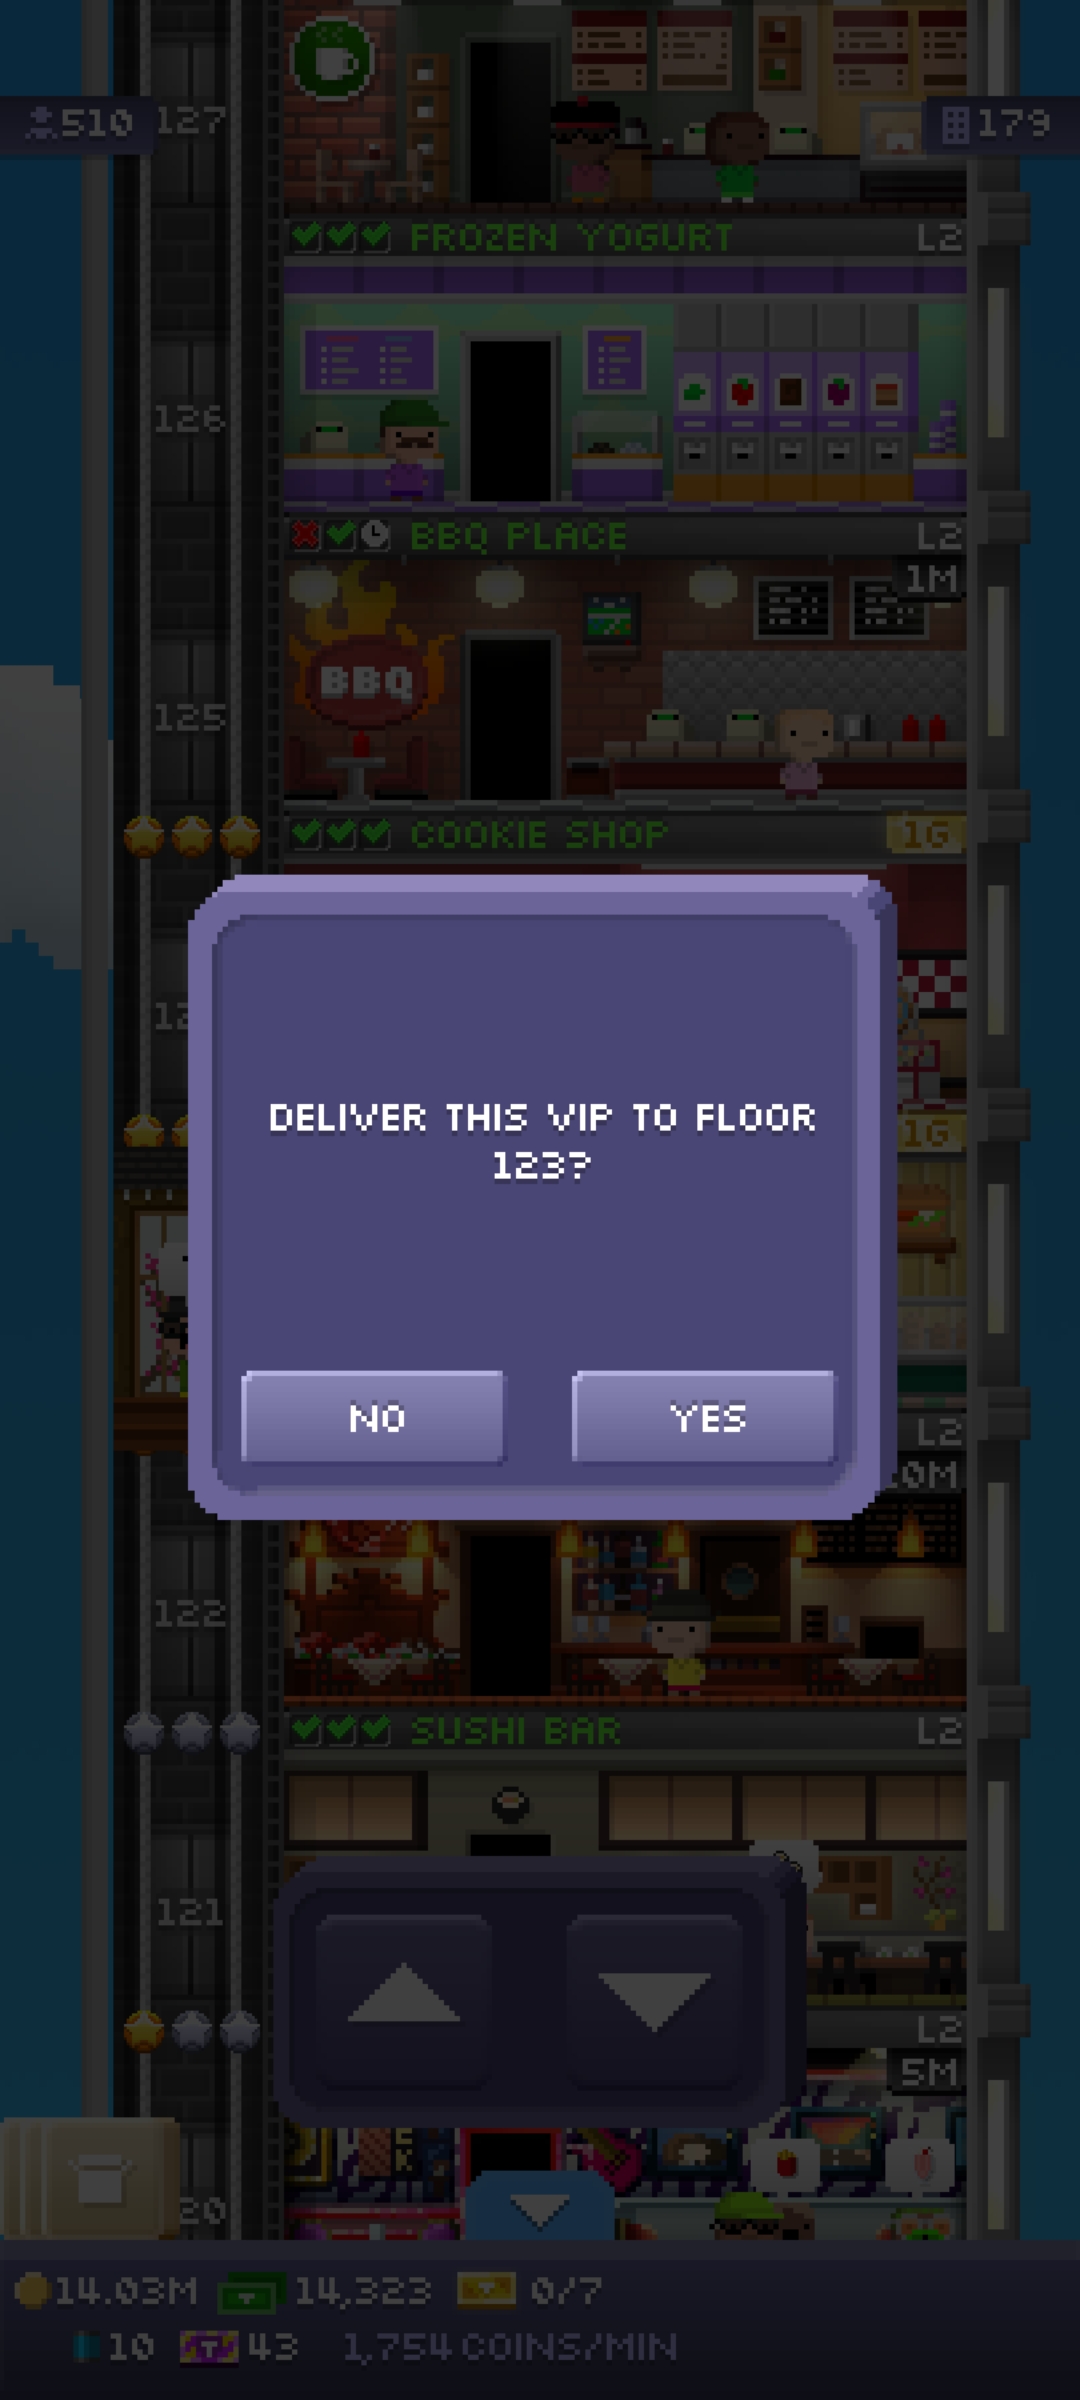 127
510
179
FROZEN YOGURT L2
126
BBQ PLACE L2
1M
BBQ
125
COOKIE SHOP 1G
1G
DELIVER THIS VIP TO FLOOR
123?
NO YES
L2
0M
122
SUSHI BAR L2
121
L2
5M
20
14.03M 14,323 0/7
10 T 43 1,754 COINS/MIN